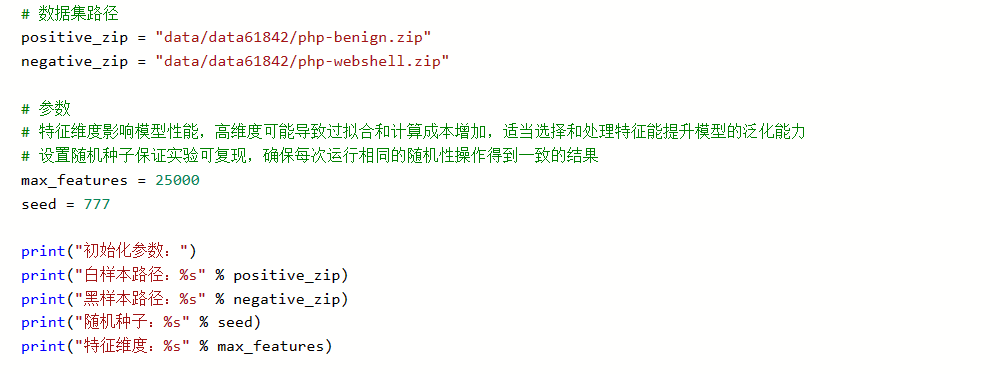 # 数据集路径
positive_zip = "data/data61842/php-benign.zip"
negative_zip = "data/data61842/php-webshell.zip"
# 参数
# 特征维度影响模型性能，高维度可能导致过拟合和计算成本增加，适当选择和处理特征能提升模型的泛化能力
# 设置随机种子保证实验可复现，确保每次运行相同的随机性操作得到一致的结果
max_features = 25000
seed = 777
print("初始化参数：")
print("白样本路径：%s" % positive_zip)
print("黑样本路径：%s" % negative_zip)
print("随机种子：%s" % seed)
print("特征维度：%s" % max_features)